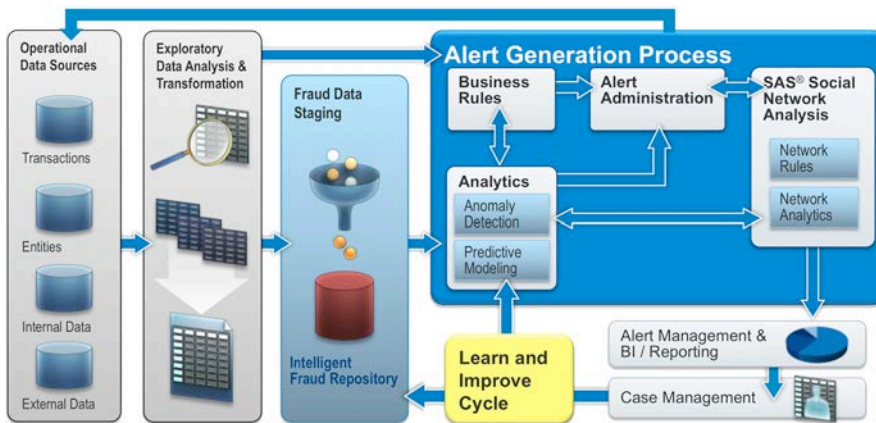 Operational
Data Sources
Transactions
Entities
Internal Data
External Data
Exploratory
Data Analysis &
Transformation
Fraud Data
Staging
Intelligent
Fraud Repository
Alert Generation Process
Business
Rules
Alert
Administration
SAS® Social
Network
Analysis
Network
Rules
Network
Analytics
Analytics
Anomaly
Detection
Predictive
Modeling
Learn and
Improve
Cycle
Alert Management &
BI / Reporting
Case Management